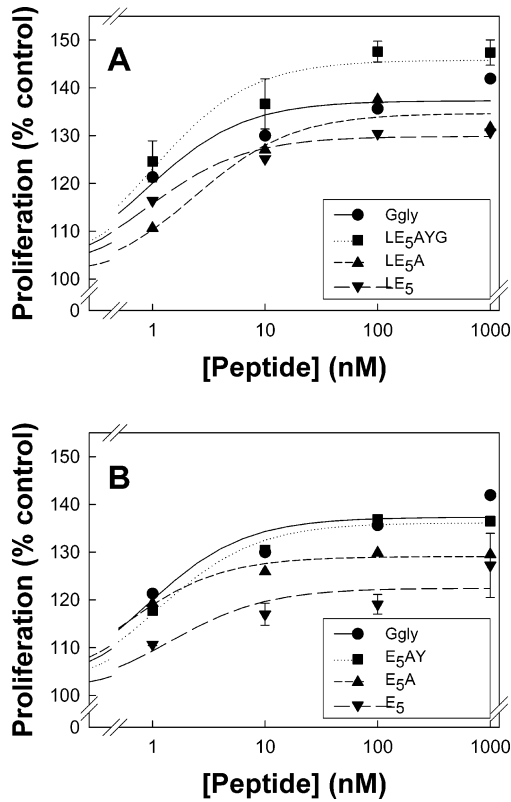 A
Proliferation (% control)
150
140
130
120
110
100
0
1
10
100
1000
[Peptide] (nM)
Ggly
LE5AYG
LE5A
LE5
B
Proliferation (% control)
150
140
130
120
110
100
0
1
10
100
1000
[Peptide] (nM)
Ggly
E5AY
E5A
E5